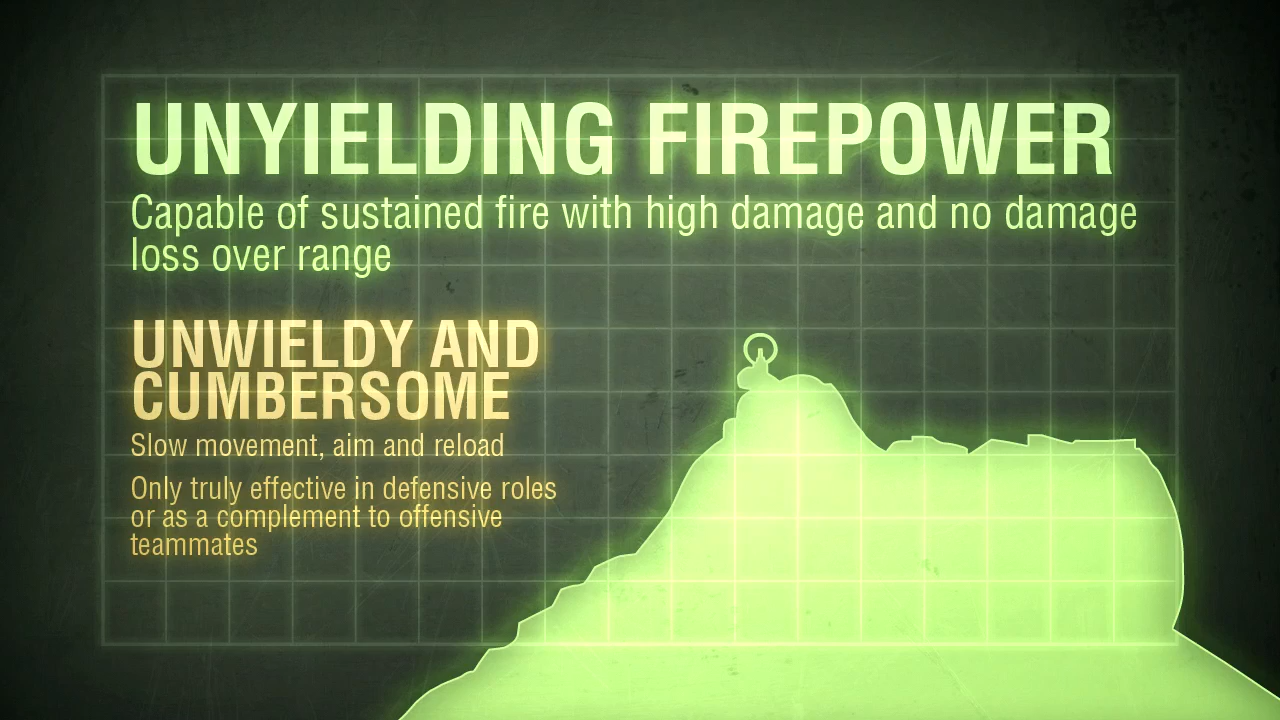 UNYIELDING FIREPOWER
Capable of sustained fire with high damage and no damage
loss over range
UNWIELDY AND
CUMBERSOME
Slow movement, aim and reload
Only truly effective in defensive roles
or as a complement to offensive
teammates